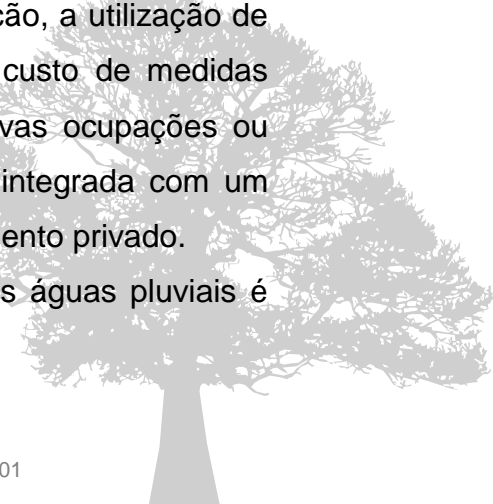 ção, a utilização de
custo de medidas
vas ocupações ou
integrada com um
ento privado.
s águas pluviais é
01